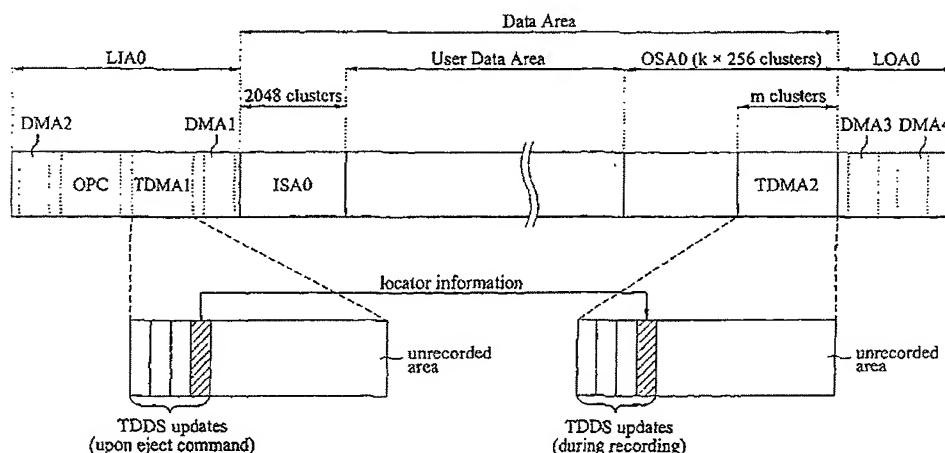 Data Area
LIA0
User Data Area
OSA0 (k × 256 clusters)
LOA0
2048 clusters
m clusters
DMA2
DMA1
DMA3
DMA4
OPC
TDMA1
ISA0
TDMA2
locator information
unrecorded
area
unrecorded
area
TDDS updates
(upon eject command)
TDDS updates
(during recording)